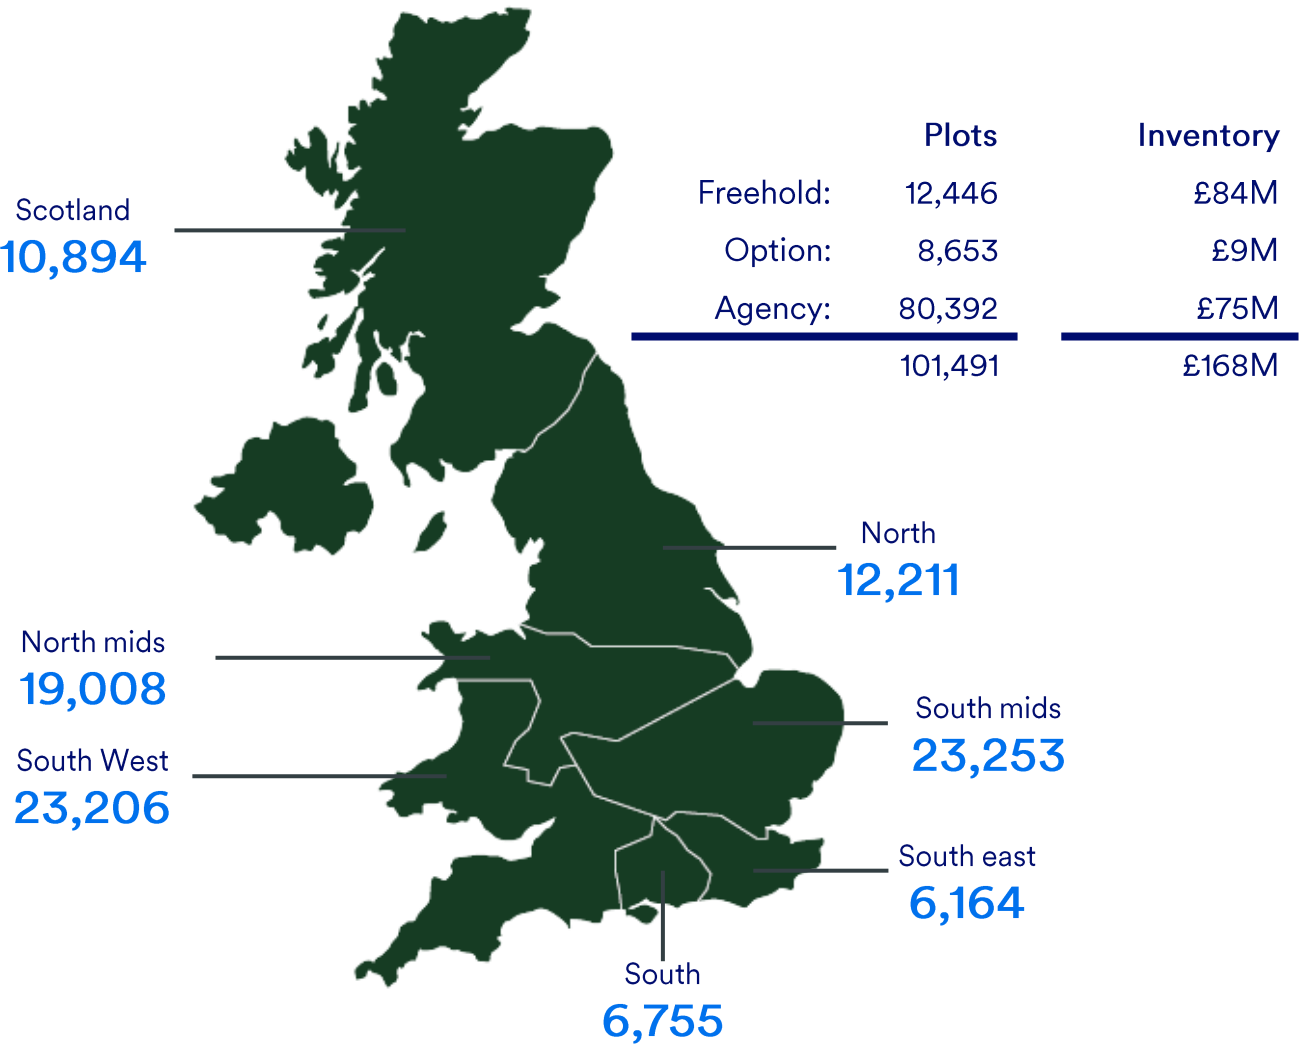 Plots Inventory
Freehold: 12,446 £84M
Option: 8,653 £9M
Agency: 80,392 £75M
101,491 £168M
Scotland
10,894
North
12,211
North mids
19,008
South mids
23,253
South West
23,206
South east
6,164
South
6,755